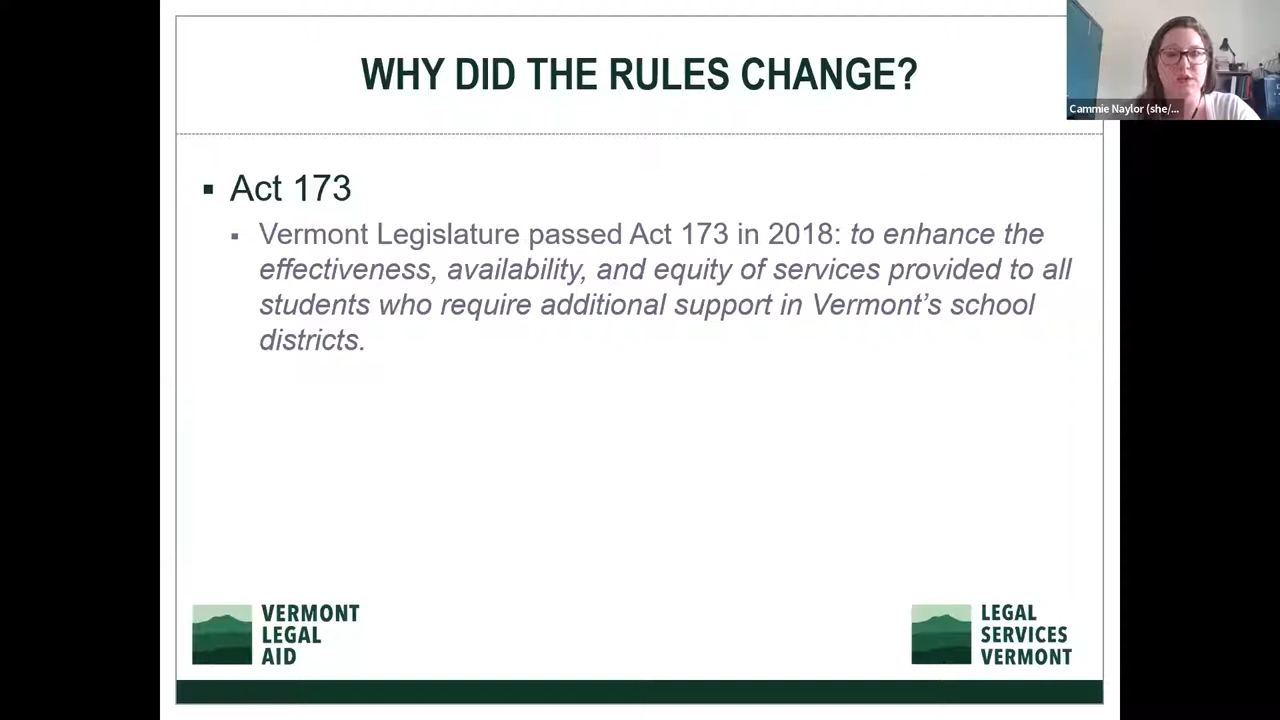 WHY DID THE RULES CHANGE?
Cammie Naylor (she/...
▪ Act 173
▪ Vermont Legislature passed Act 173 in 2018: to enhance the
effectiveness, availability, and equity of services provided to all
students who require additional support in Vermont’s school
districts.
VERMONT
LEGAL
AID
LEGAL
SERVICES
VERMONT